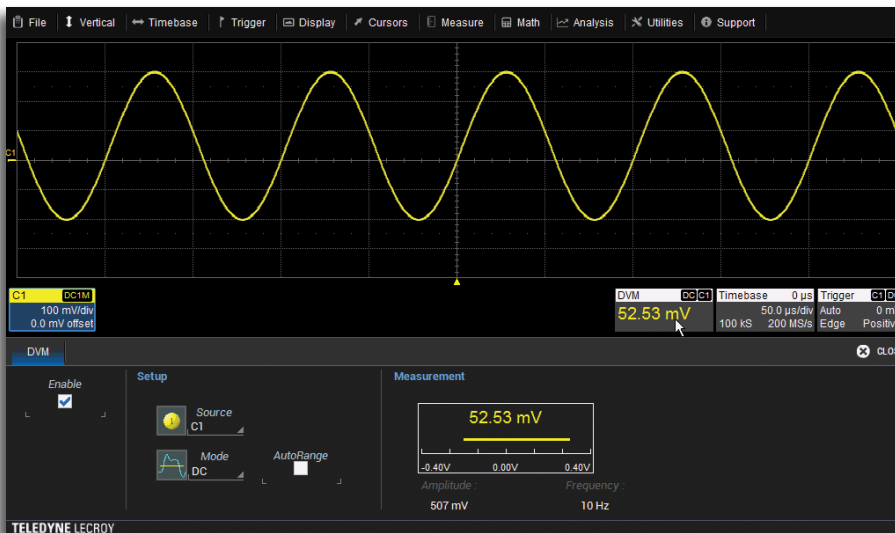 File Vertical Timebase Trigger Display Cursors Measure Math Analysis Utilities Support
C1
C1 DC1M
100 mV/div
0.0 mV offset
DVM DC C1
52.53 mV
Timebase 0 µs
50.0 µs/div
100 kS 200 MS/s
Trigger C1
Auto 0
Edge
DVM
Enable
Setup
Source
C1
Mode
DC
AutoRange
Measurement
52.53 mV
-0.40V 0.00V 0.40V
Amplitude : Frequency :
507 mV 10 Hz
TELEDYNE LECROY